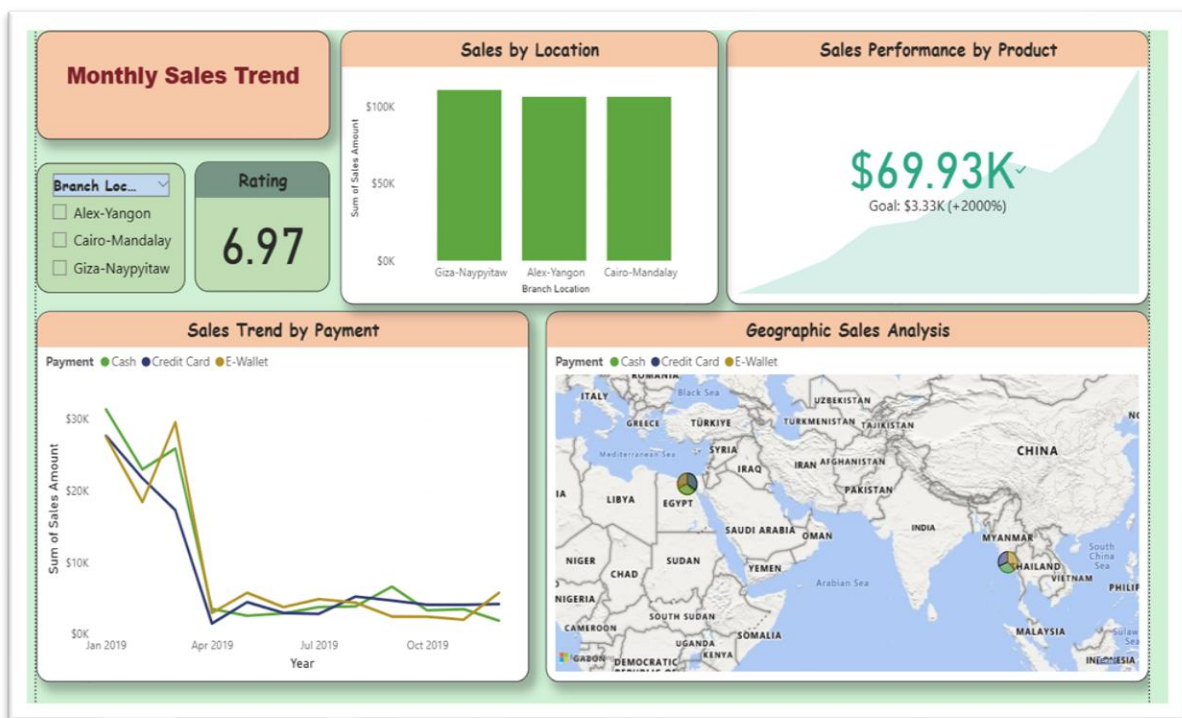 Monthly Sales Trend
Branch Loc...
Alex-Yangon
Cairo-Mandalay
Giza-Naypyitaw
Rating
6.97
Sales by Location
Sum of Sales Amount
$100K
$50K
$0K
Giza-Naypyitaw Alex-Yangon Cairo-Mandalay
Branch Location
Sales Performance by Product
$69.93K
Goal: $3.33K (+2000%)
Sales Trend by Payment
Payment Cash Credit Card E-Wallet
Sum of Sales Amount
$30K
$20K
$10K
$0K
Jan 2019 Apr 2019 Jul 2019 Oct 2019
Year
Geographic Sales Analysis
Payment Cash Credit Card E-Wallet
ROMANIA
ITALY
Black Sea
UZBEKISTAN
GREECE
TÜRKIYE
TURKMENISTAN
TAJIKISTAN
Mediterranean Sea
SYRIA
IRAQ
IRAN
AFGHANISTAN
CHINA
LIBYA
EGYPT
PAKISTAN
SAUDI ARABIA
OMAN
INDIA
MYANMAR
NIGER
CHAD
SUDAN
YEMEN
Arabian Sea
THAILAND
VIETNAM
South
China
Sea
PHILIP
NIGERIA
CAMEROON
SOUTH SUDAN
SOMALIA
UGANDA
KENYA
GABON
DEMOCRATIC
MALAYSIA
INDONESIA